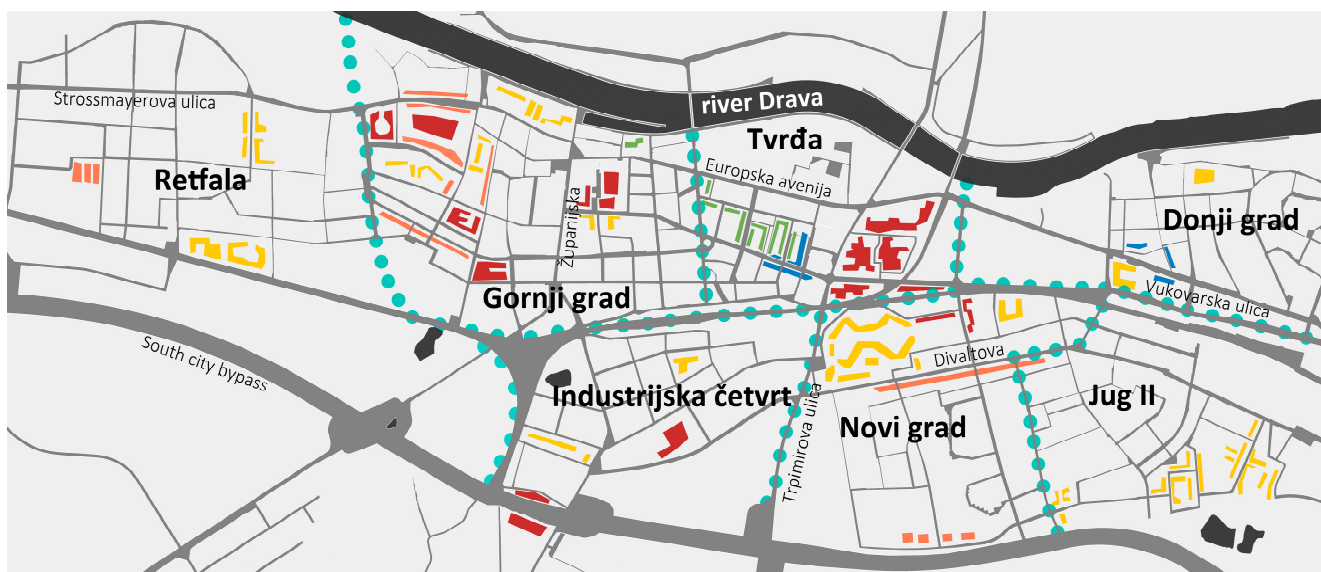 river Drava
Strossmayerova ulica
Tvrđa
Europska avenija
Retfala
Županijska
Donji grad
Gornji grad
Vukovarska ulica
South city bypass
Divaltova
Industrijska četvrt
Jug II
Trpimirova ulica
Novi grad